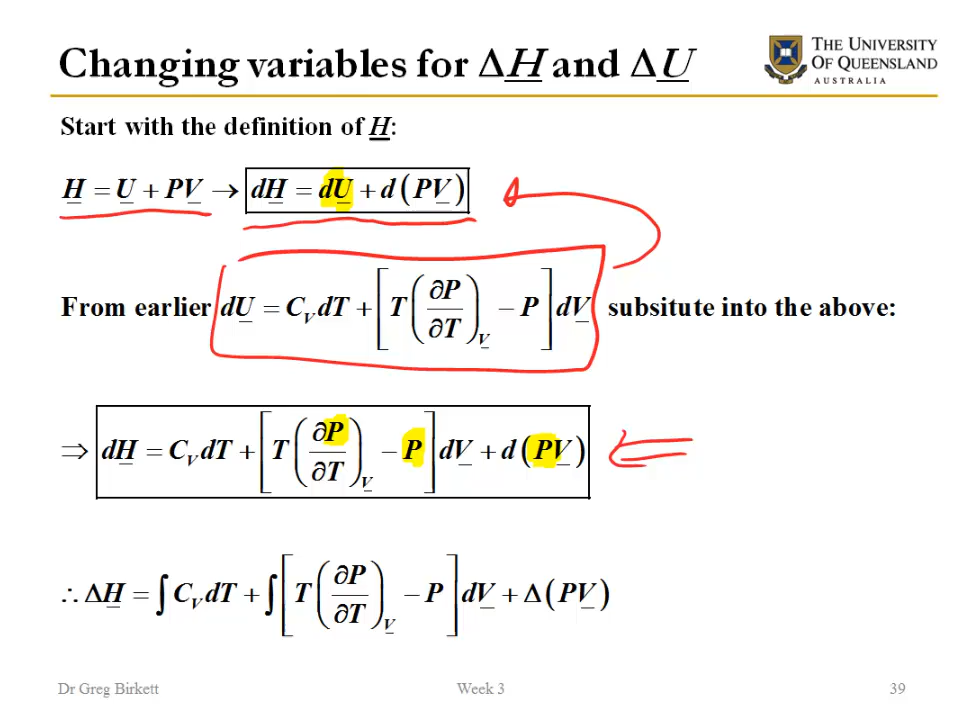 Changing variables for ΔH and ΔU
THE UNIVERSITY
OF QUEENSLAND
AUSTRALIA
Start with the definition of H:
H = U + PV → dH = dU + d(PV)
From earlier dU = C_V dT + [T(∂P/∂T)_V − P]dV subsitute into the above:
⇒ dH = C_V dT + [T(∂P/∂T)_V − P]dV + d(PV)
∴ ΔH = ∫C_V dT + ∫[T(∂P/∂T)_V − P]dV + Δ(PV)
Dr Greg Birkett Week 3 39